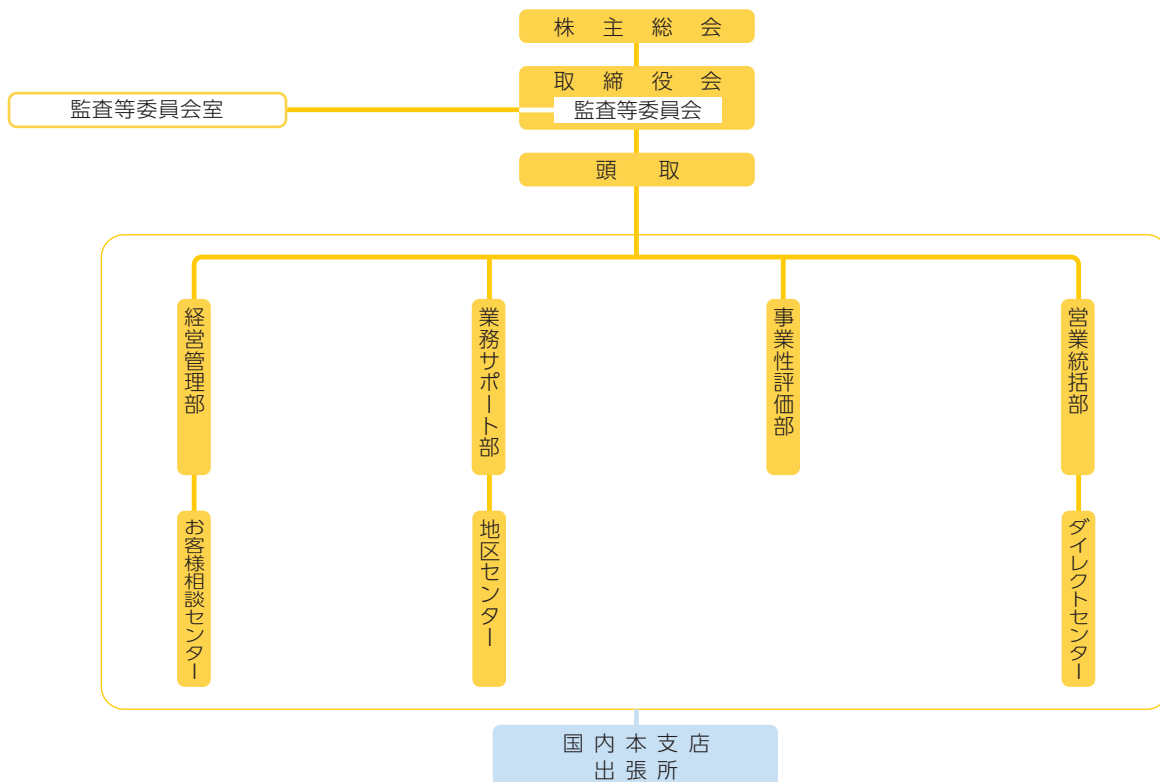 株主総会
取締役会
監査等委員会室
監査等委員会
頭取
経営管理部
業務サポート部
事業性評価部
営業統括部
お客様相談センター
地区センター
ダイレクトセンター
国内本支店
出張所